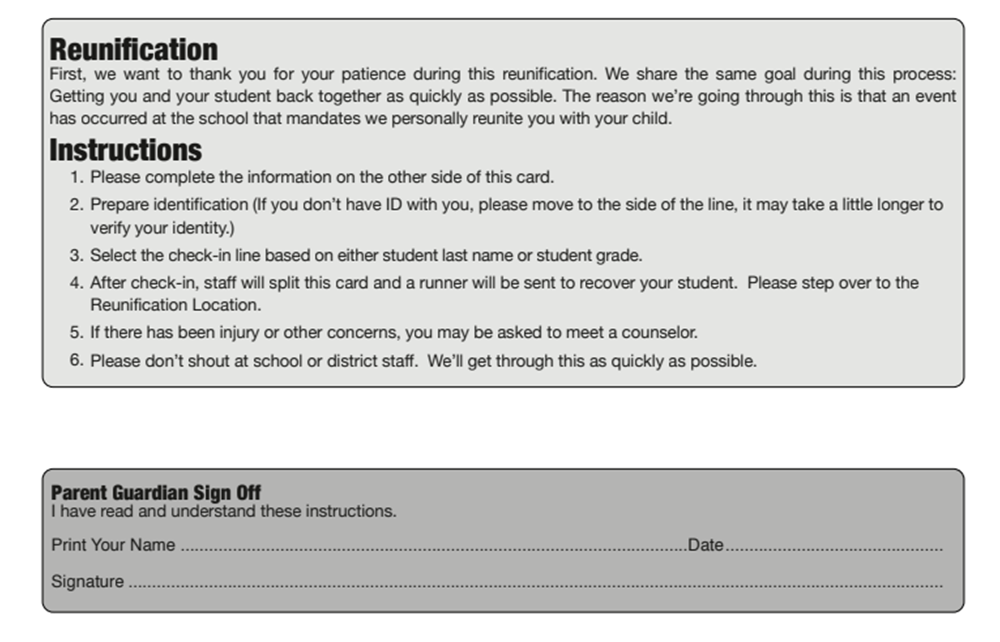 Reunification
First, we want to thank you for your patience during this reunification. We share the same goal during this process:
Getting you and your student back together as quickly as possible. The reason we’re going through this is that an event
has occurred at the school that mandates we personally reunite you with your child.
Instructions
1. Please complete the information on the other side of this card.
2. Prepare identification (If you don’t have ID with you, please move to the side of the line, it may take a little longer to
verify your identity.)
3. Select the check-in line based on either student last name or student grade.
4. After check-in, staff will split this card and a runner will be sent to recover your student.  Please step over to the
Reunification Location.
5. If there has been injury or other concerns, you may be asked to meet a counselor.
6. Please don’t shout at school or district staff.  We’ll get through this as quickly as possible.
Parent Guardian Sign Off
I have read and understand these instructions.
Print Your Name ..........................................................................................................Date..............................................
Signature ...........................................................................................................................................................................